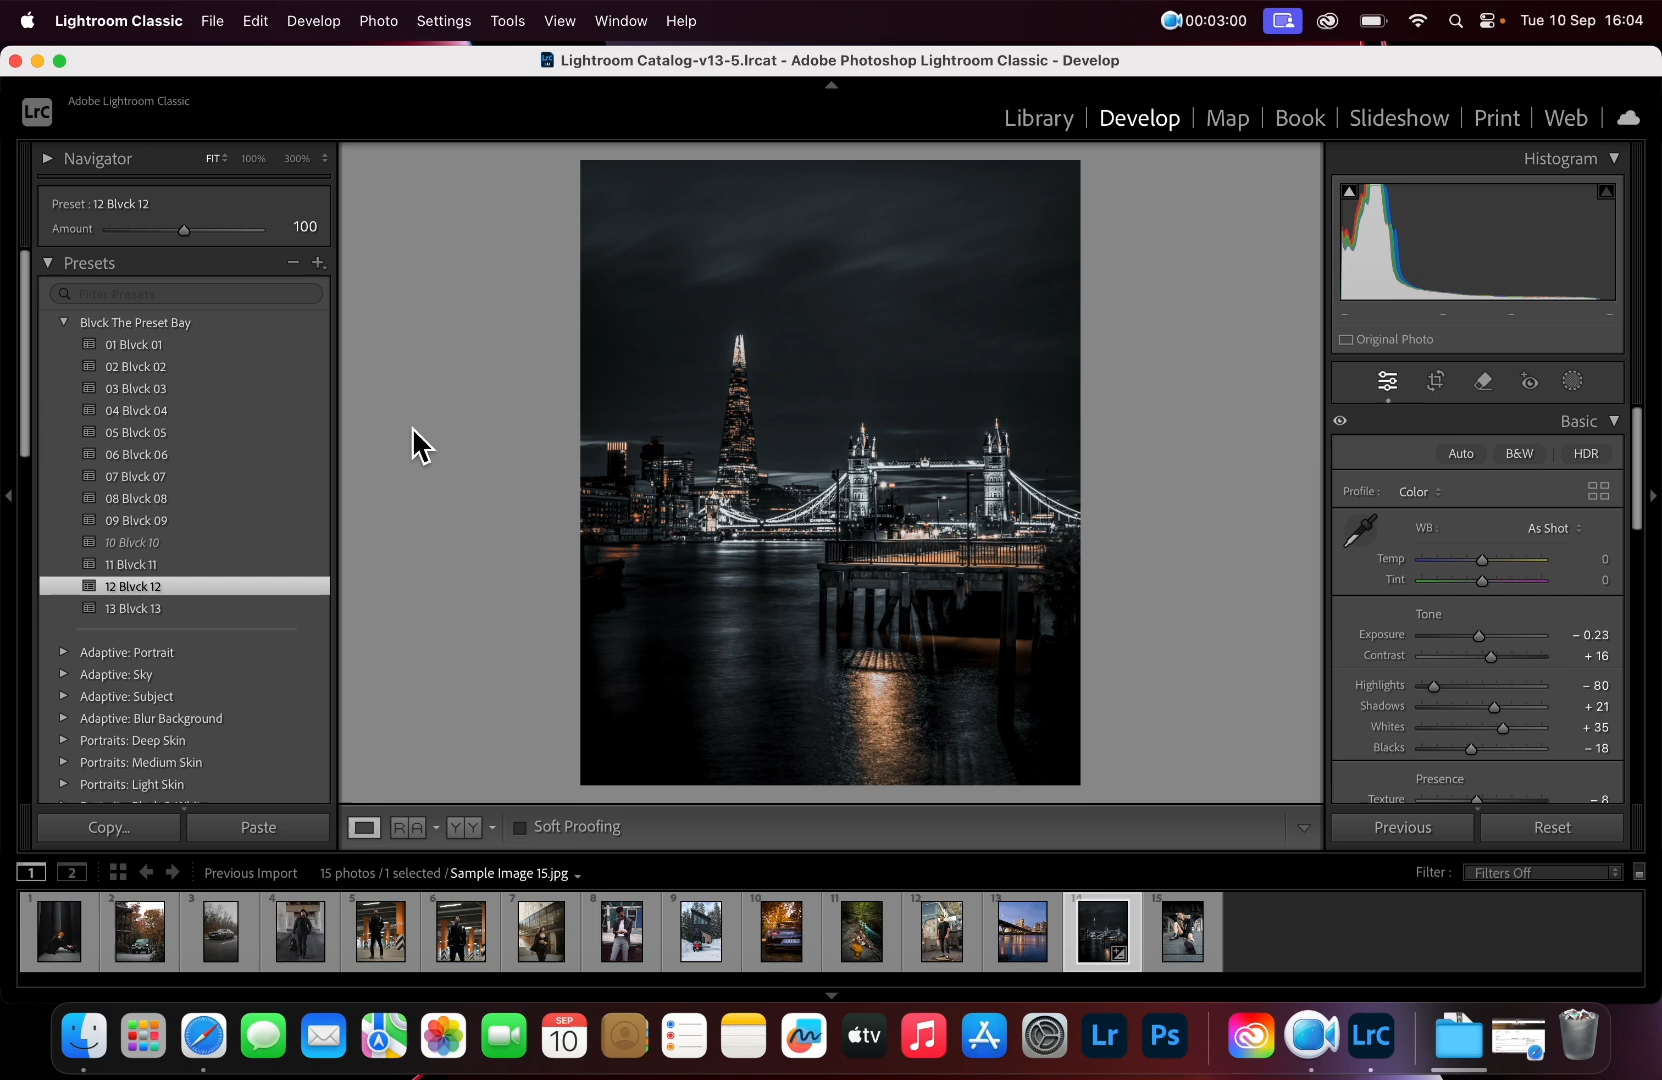 Lightroom Classic File Edit Develop Photo Settings Tools View Window Help 00:03:00 Tue 10 Sep 16:04
Lightroom Catalog-v13-5.lrcat - Adobe Photoshop Lightroom Classic - Develop
LrC Adobe Lightroom Classic
Library | Develop | Map | Book | Slideshow | Print | Web
Navigator FIT 100% 300%
Preset : 12 Blvck 12
Amount 100
Presets
Filter Presets
Blvck The Preset Bay
01 Blvck 01
02 Blvck 02
03 Blvck 03
04 Blvck 04
05 Blvck 05
06 Blvck 06
07 Blvck 07
08 Blvck 08
09 Blvck 09
10 Blvck 10
11 Blvck 11
12 Blvck 12
13 Blvck 13
Adaptive: Portrait
Adaptive: Sky
Adaptive: Subject
Adaptive: Blur Background
Portraits: Deep Skin
Portraits: Medium Skin
Portraits: Light Skin
Copy... Paste
Histogram
Original Photo
Basic
Auto B&W HDR
Profile : Color
WB : As Shot
Temp 0
Tint 0
Tone
Exposure - 0.23
Contrast + 16
Highlights - 80
Shadows + 21
Whites + 35
Blacks - 18
Presence
Texture - 8
Previous Reset
R A Y Y Soft Proofing
1 2 Previous Import 15 photos / 1 selected / Sample Image 15.jpg Filter : Filters Off
1 2 3 4 5 6 7 8 9 10 11 12 13 14 15
SEP
10
tv
Lr
Ps
LrC